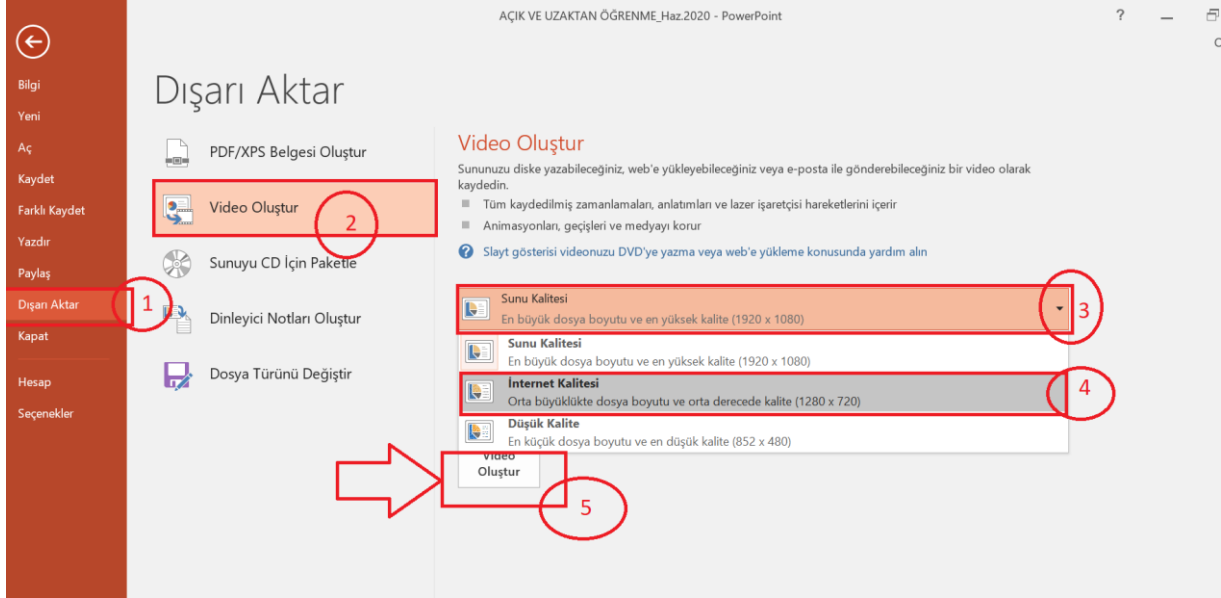 AÇIK VE UZAKTAN ÖĞRENME_Haz.2020 - PowerPoint
?
Bilgi
Yeni
Aç
Kaydet
Farklı Kaydet
Yazdır
Paylaş
Dışarı Aktar
1
Kapat
Hesap
Seçenekler
Dışarı Aktar
PDF/XPS Belgesi Oluştur
Video Oluştur
2
Sunuyu CD İçin Paketle
Dinleyici Notları Oluştur
Dosya Türünü Değiştir
Video Oluştur
Sununuzu diske yazabileceğiniz, web'e yükleyebileceğiniz veya e-posta ile gönderebileceğiniz bir video olarak
kaydedin.
Tüm kaydedilmiş zamanlamaları, anlatımları ve lazer işaretçisi hareketlerini içerir
Animasyonları, geçişleri ve medyayı korur
? Slayt gösterisi videonuzu DVD'ye yazma veya web'e yükleme konusunda yardım alın
Sunu Kalitesi
En büyük dosya boyutu ve en yüksek kalite (1920 x 1080)
3
Sunu Kalitesi
En büyük dosya boyutu ve en yüksek kalite (1920 x 1080)
İnternet Kalitesi
Orta büyüklükte dosya boyutu ve orta derecede kalite (1280 x 720)
4
Düşük Kalite
En küçük dosya boyutu ve en düşük kalite (852 x 480)
Video
Oluştur
5